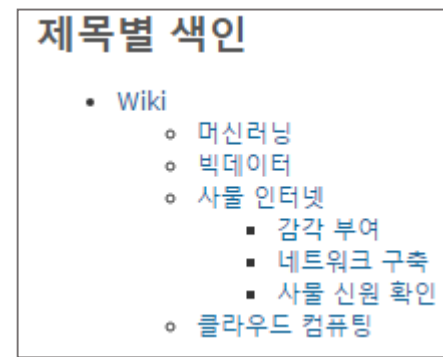 제목별 색인
Wiki
머신러닝
빅데이터
사물 인터넷
감각 부여
네트워크 구축
사물 신원 확인
클라우드 컴퓨팅